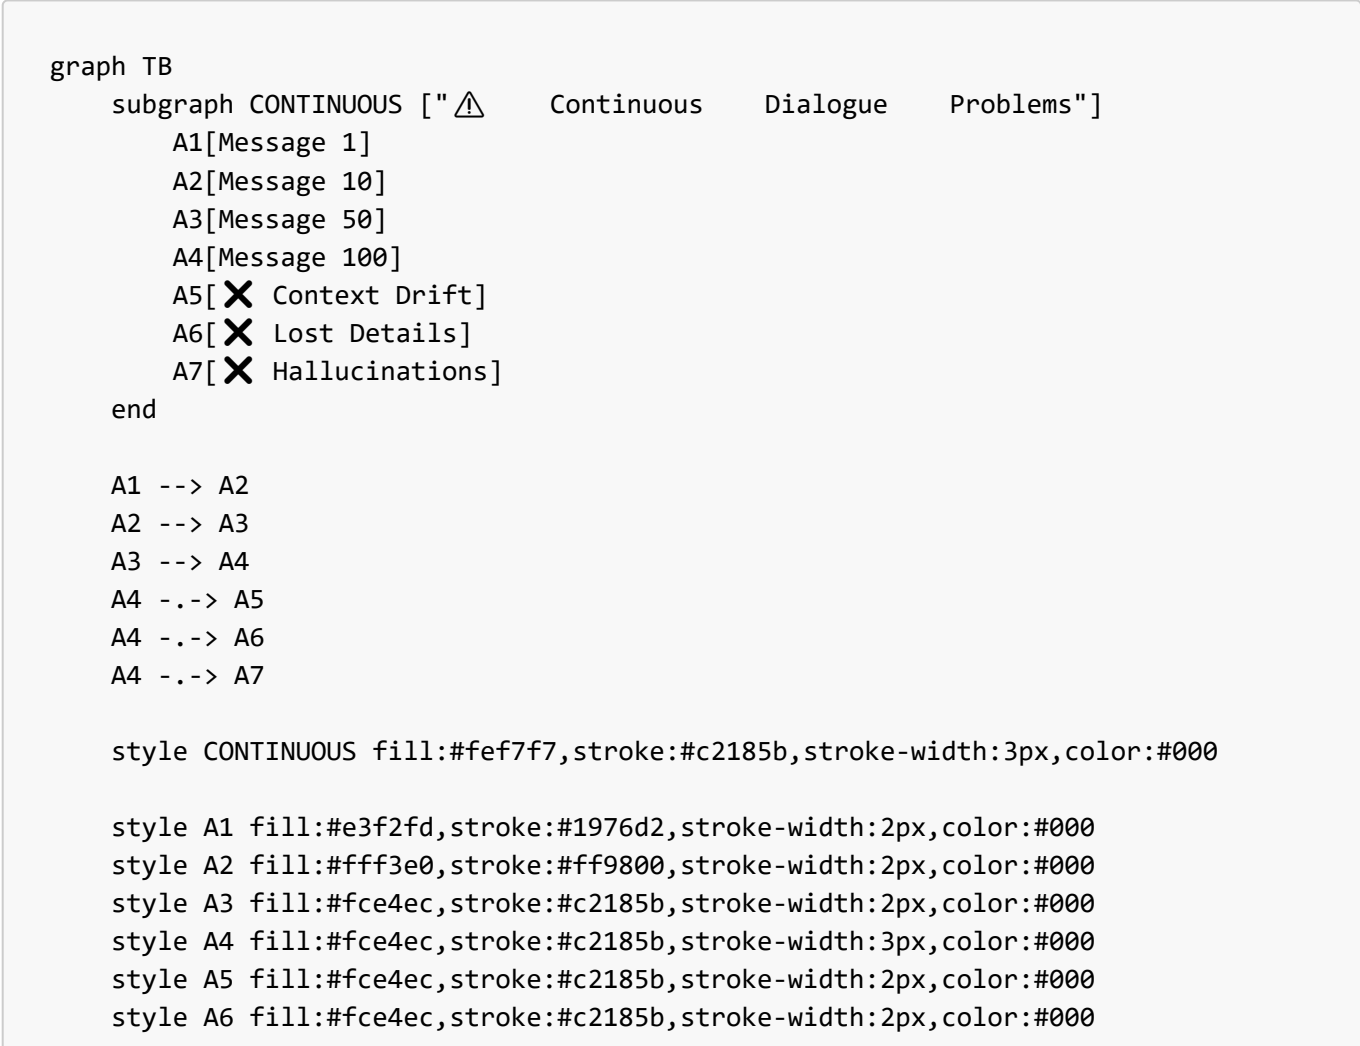 graph TB
    subgraph CONTINUOUS ["⚠    Continuous    Dialogue    Problems"]
        A1[Message 1]
        A2[Message 10]
        A3[Message 50]
        A4[Message 100]
        A5[❌ Context Drift]
        A6[❌ Lost Details]
        A7[❌ Hallucinations]
    end

    A1 --> A2
    A2 --> A3
    A3 --> A4
    A4 -.-> A5
    A4 -.-> A6
    A4 -.-> A7

    style CONTINUOUS fill:#fef7f7,stroke:#c2185b,stroke-width:3px,color:#000

    style A1 fill:#e3f2fd,stroke:#1976d2,stroke-width:2px,color:#000
    style A2 fill:#fff3e0,stroke:#ff9800,stroke-width:2px,color:#000
    style A3 fill:#fce4ec,stroke:#c2185b,stroke-width:2px,color:#000
    style A4 fill:#fce4ec,stroke:#c2185b,stroke-width:3px,color:#000
    style A5 fill:#fce4ec,stroke:#c2185b,stroke-width:2px,color:#000
    style A6 fill:#fce4ec,stroke:#c2185b,stroke-width:2px,color:#000